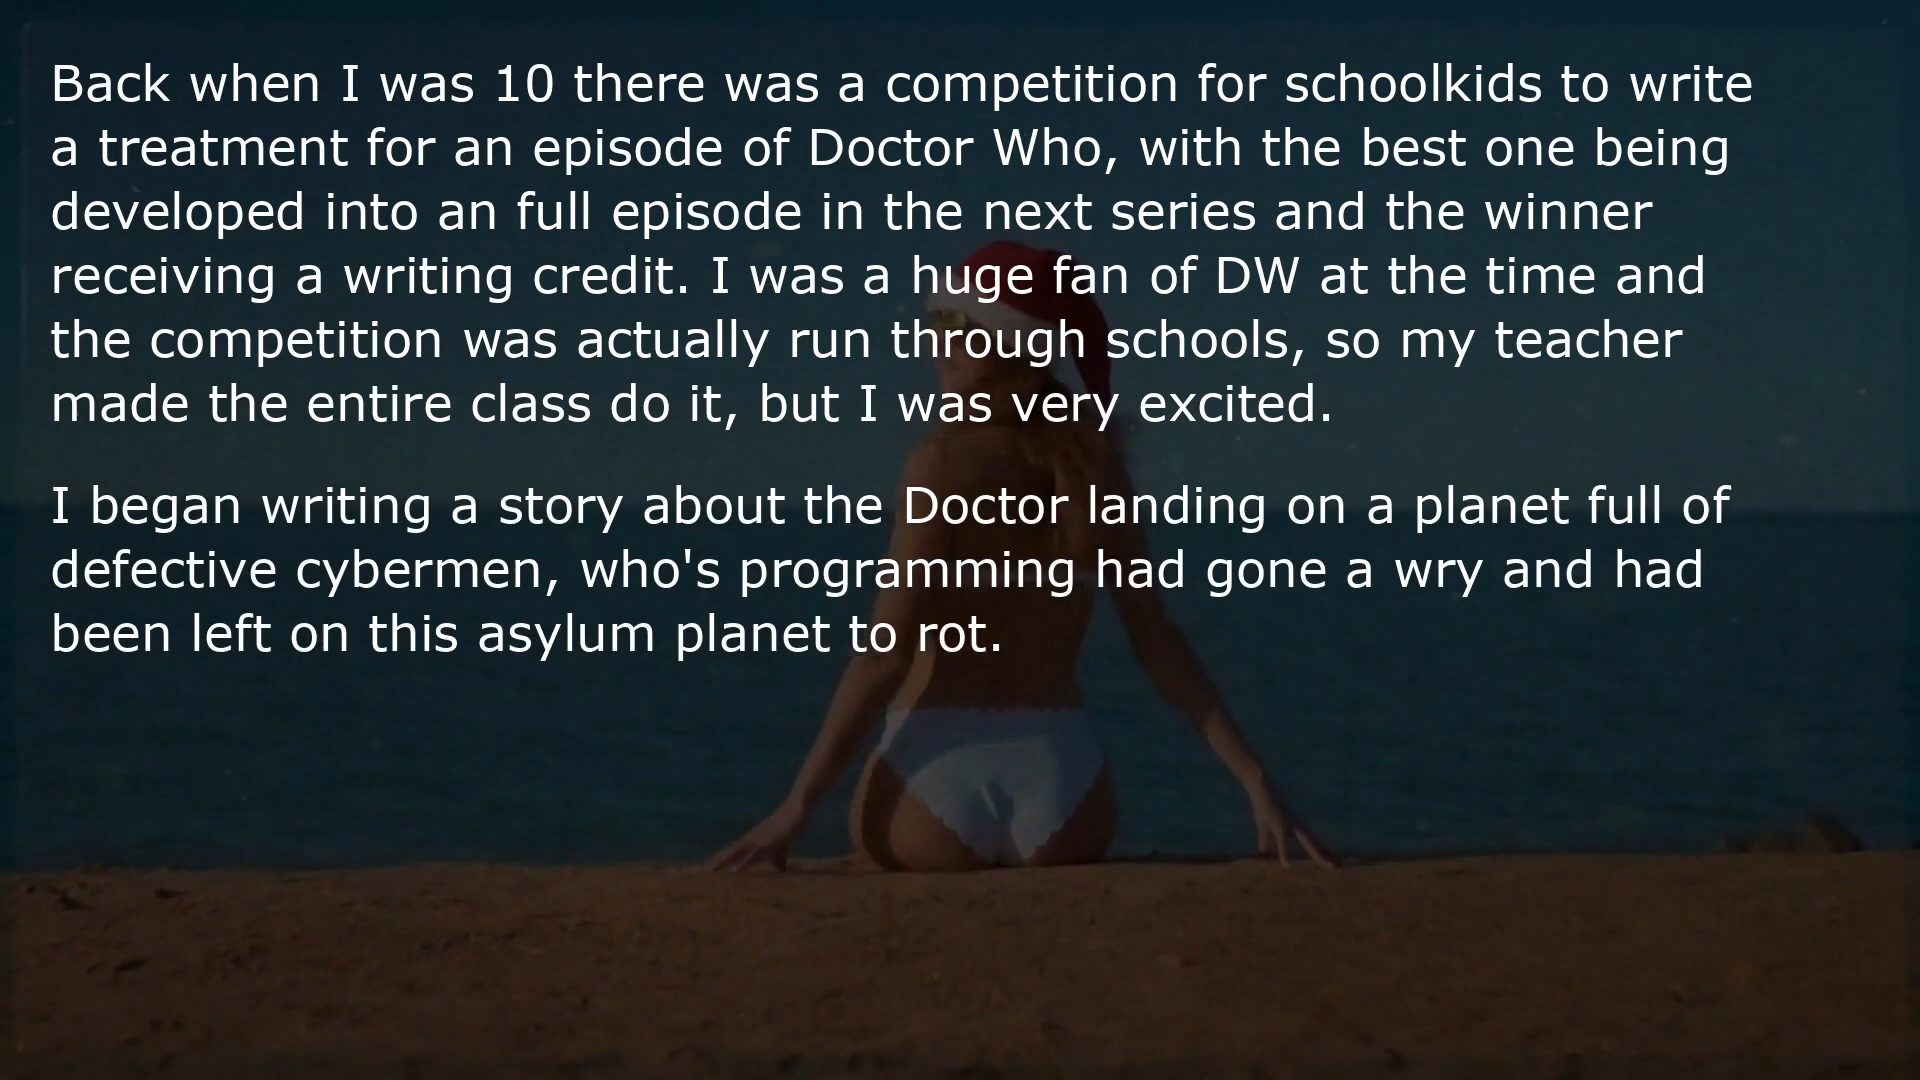 Back when I was 10 there was a competition for schoolkids to write
a treatment for an episode of Doctor Who, with the best one being
developed into an full episode in the next series and the winner
receiving a writing credit. I was a huge fan of DW at the time and
the competition was actually run through schools, so my teacher
made the entire class do it, but I was very excited.
I began writing a story about the Doctor landing on a planet full of
defective cybermen, who's programming had gone a wry and had
been left on this asylum planet to rot.